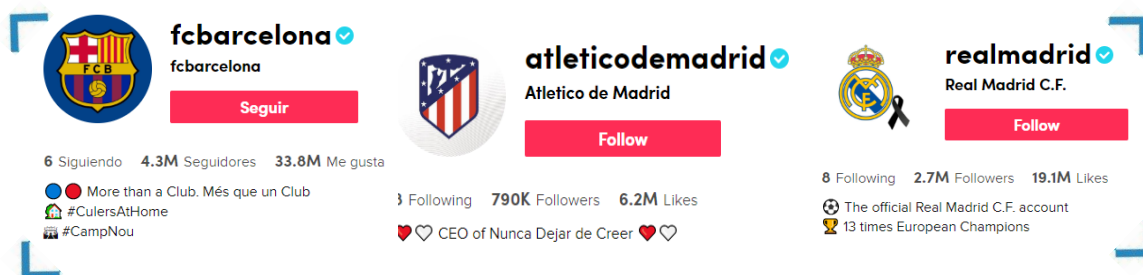 fcbarcelona
fcbarcelona
Seguir
6 Siguiendo 4.3M Seguidores 33.8M Me gusta
More than a Club. Més que un Club
#CulersAtHome
#CampNou
FCB
atleticodemadrid
Atletico de Madrid
Follow
Following 790K Followers 6.2M Likes
CEO of Nunca Dejar de Creer
realmadrid
Real Madrid C.F.
Follow
8 Following 2.7M Followers 19.1M Likes
The official Real Madrid C.F. account
13 times European Champions